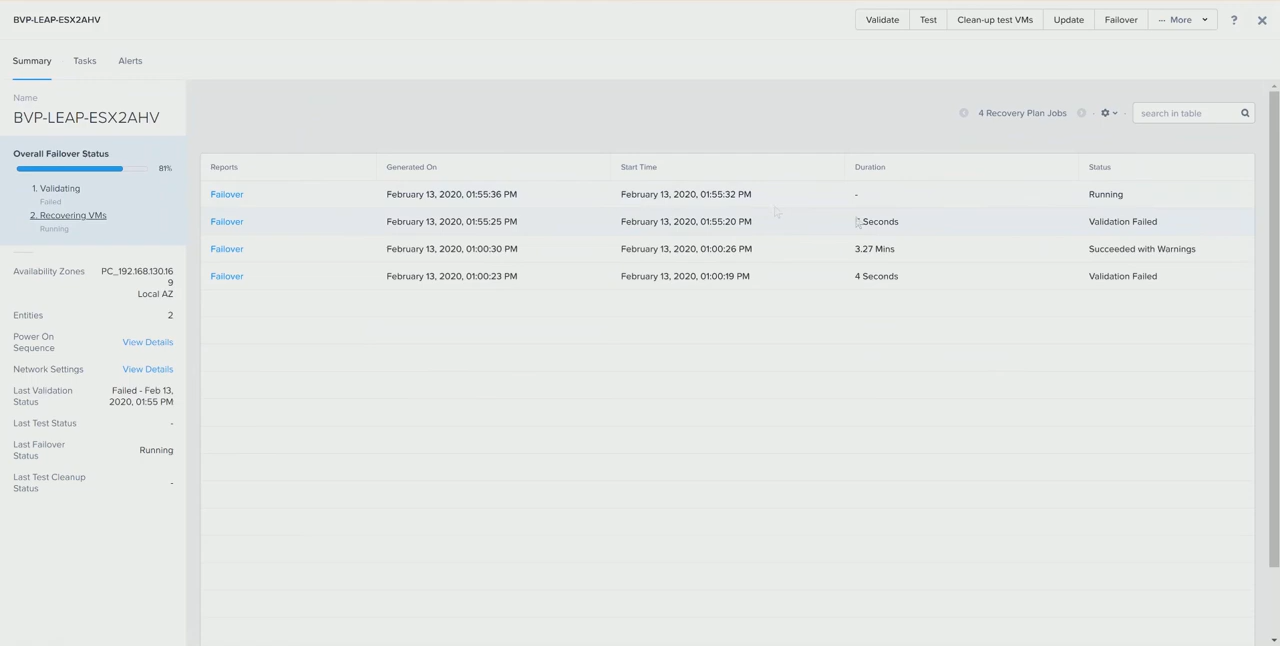 BVP-LEAP-ESX2AHV
Validate Test Clean-up test VMs Update Failover ... More ?
Summary Tasks Alerts
Name
BVP-LEAP-ESX2AHV
Overall Failover Status
81%
1. Validating
Failed
2. Recovering VMs
Running
Availability Zones PC_192.168.130.16
9
Local AZ
Entities 2
Power On
Sequence View Details
Network Settings View Details
Last Validation Failed - Feb 13,
Status 2020, 01:55 PM
Last Test Status -
Last Failover
Status Running
Last Test Cleanup
Status -
4 Recovery Plan Jobs search in table
Reports Generated On Start Time Duration Status
Failover February 13, 2020, 01:55:36 PM February 13, 2020, 01:55:32 PM - Running
Failover February 13, 2020, 01:55:25 PM February 13, 2020, 01:55:20 PM Seconds Validation Failed
Failover February 13, 2020, 01:00:30 PM February 13, 2020, 01:00:26 PM 3.27 Mins Succeeded with Warnings
Failover February 13, 2020, 01:00:23 PM February 13, 2020, 01:00:19 PM 4 Seconds Validation Failed